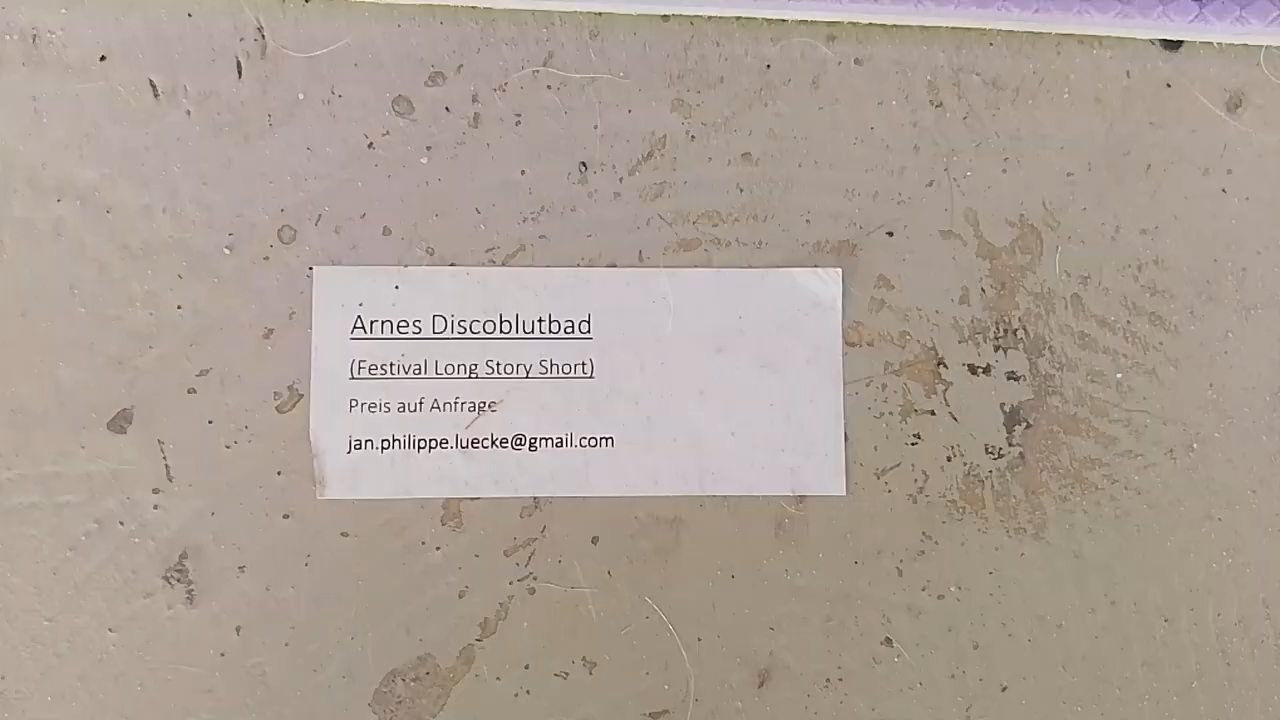 Arnes Discoblutbad
(Festival Long Story Short)
Preis auf Anfrage
jan.philippe.luecke@gmail.com